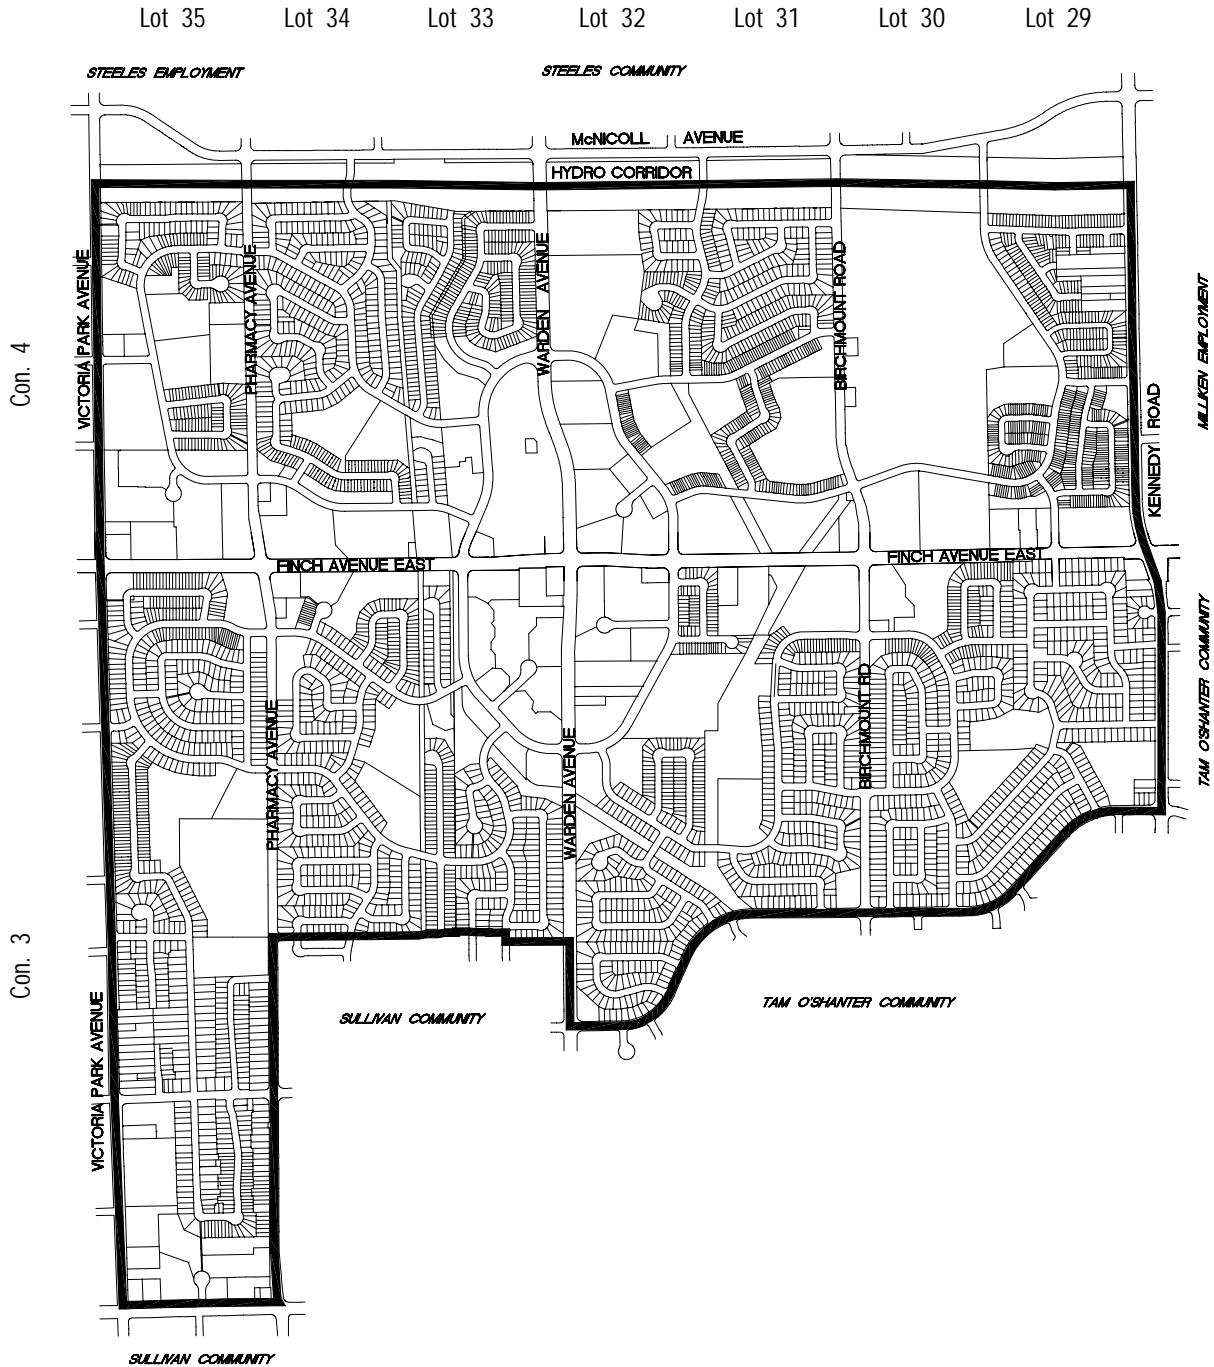 Lot 35 Lot 34 Lot 33 Lot 32 Lot 31 Lot 30 Lot 29
STEELES EMPLOYMENT
STEELES COMMUNITY
McNICOLL AVENUE
HYDRO CORRIDOR
VICTORIA PARK AVENUE
PHARMACY AVENUE
WARDEN AVENUE
BIRCHMOUNT ROAD
KENNEDY ROAD
MILLIKEN EMPLOYMENT
Con. 4
FINCH AVENUE EAST
FINCH AVENUE EAST
TAM O'SHANTER COMMUNITY
PHARMACY AVENUE
WARDEN AVENUE
BIRCHMOUNT RD
Con. 3
VICTORIA PARK AVENUE
SULLIVAN COMMUNITY
TAM O'SHANTER COMMUNITY
SULLIVAN COMMUNITY